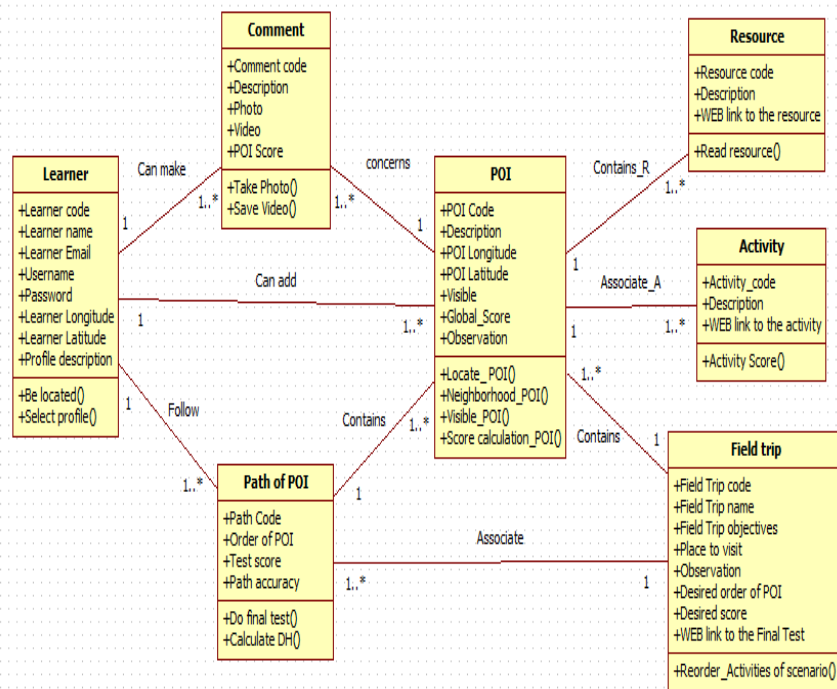 Comment
+Comment code
+Description
+Photo
+Video
+POI Score
+Take Photo()
+Save Video()
Resource
+Resource code
+Description
+WEB link to the resource
+Read resource()
Learner
+Learner code
+Learner name
+Learner Email
+Username
+Password
+Learner Longitude
+Learner Latitude
+Profile description
+Be located()
+Select profile()
Can make
1
1..*
concerns
1..*
1
POI
+POI Code
+Description
+POI Longitude
+POI Latitude
+Visible
+Global_Score
+Observation
+Locate_POI()
+Neighborhood_POI()
+Visible_POI()
+Score calculation_POI()
Contains_R
1..*
1
Can add
1
1..*
Associate_A
1
1..*
Activity
+Activity_code
+Description
+WEB link to the activity
+Activity Score()
Follow
1
1..*
Contains
1..*
1
1..*
Contains
1
Path of POI
+Path Code
+Order of POI
+Test score
+Path accuracy
+Do final test()
+Calculate DH()
Associate
1..*
1
Field trip
+Field Trip code
+Field Trip name
+Field Trip objectives
+Place to visit
+Observation
+Desired order of POI
+Desired score
+WEB link to the Final Test
+Reorder_Activities of scenario()